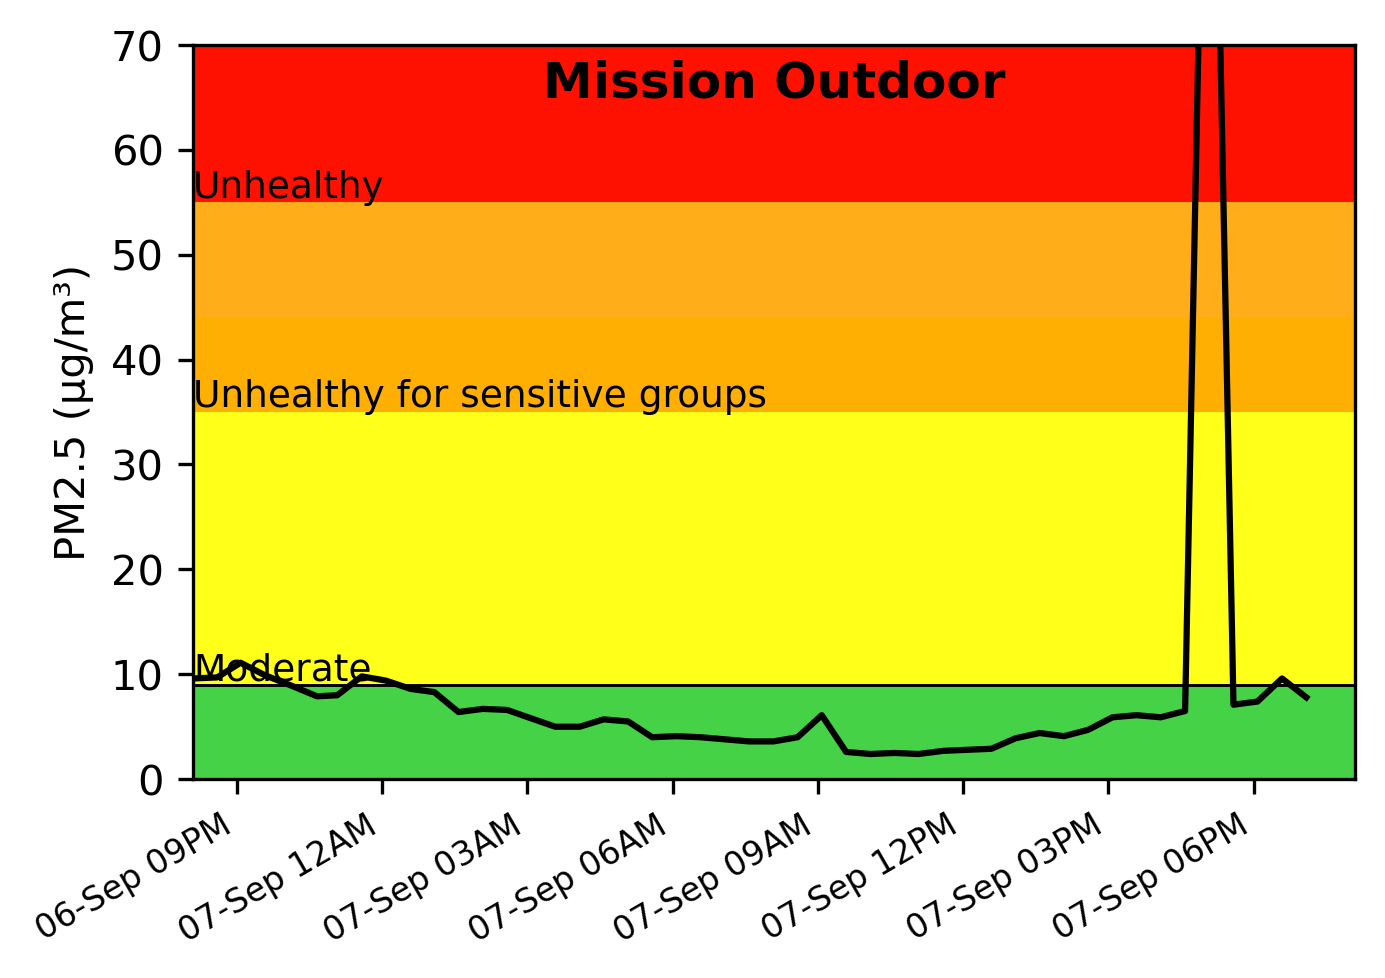 Mission Outdoor
PM2.5 (µg/m³)
70
60
50
40
30
20
10
0
Unhealthy
Unhealthy for sensitive groups
Moderate
06-Sep 09PM
07-Sep 12AM
07-Sep 03AM
07-Sep 06AM
07-Sep 09AM
07-Sep 12PM
07-Sep 03PM
07-Sep 06PM